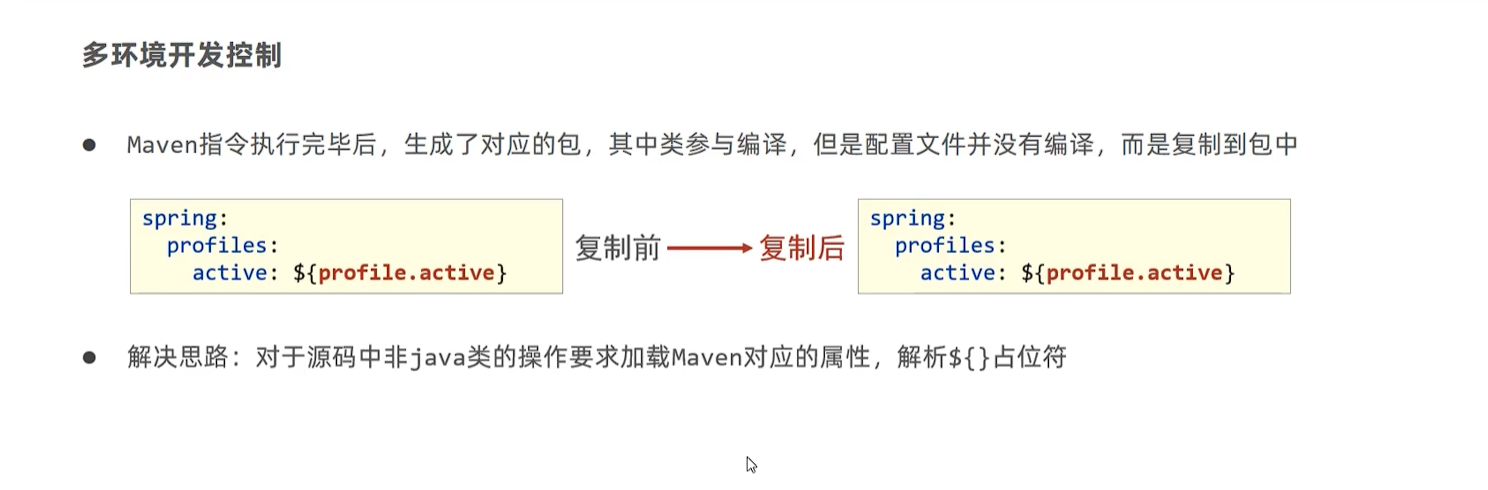 多环境开发控制
● Maven指令执行完毕后，生成了对应的包，其中类参与编译，但是配置文件并没有编译，而是复制到包中
spring:
  profiles:
    active: ${profile.active}
复制前
复制后
spring:
  profiles:
    active: ${profile.active}
● 解决思路：对于源码中非java类的操作要求加载Maven对应的属性，解析${}占位符